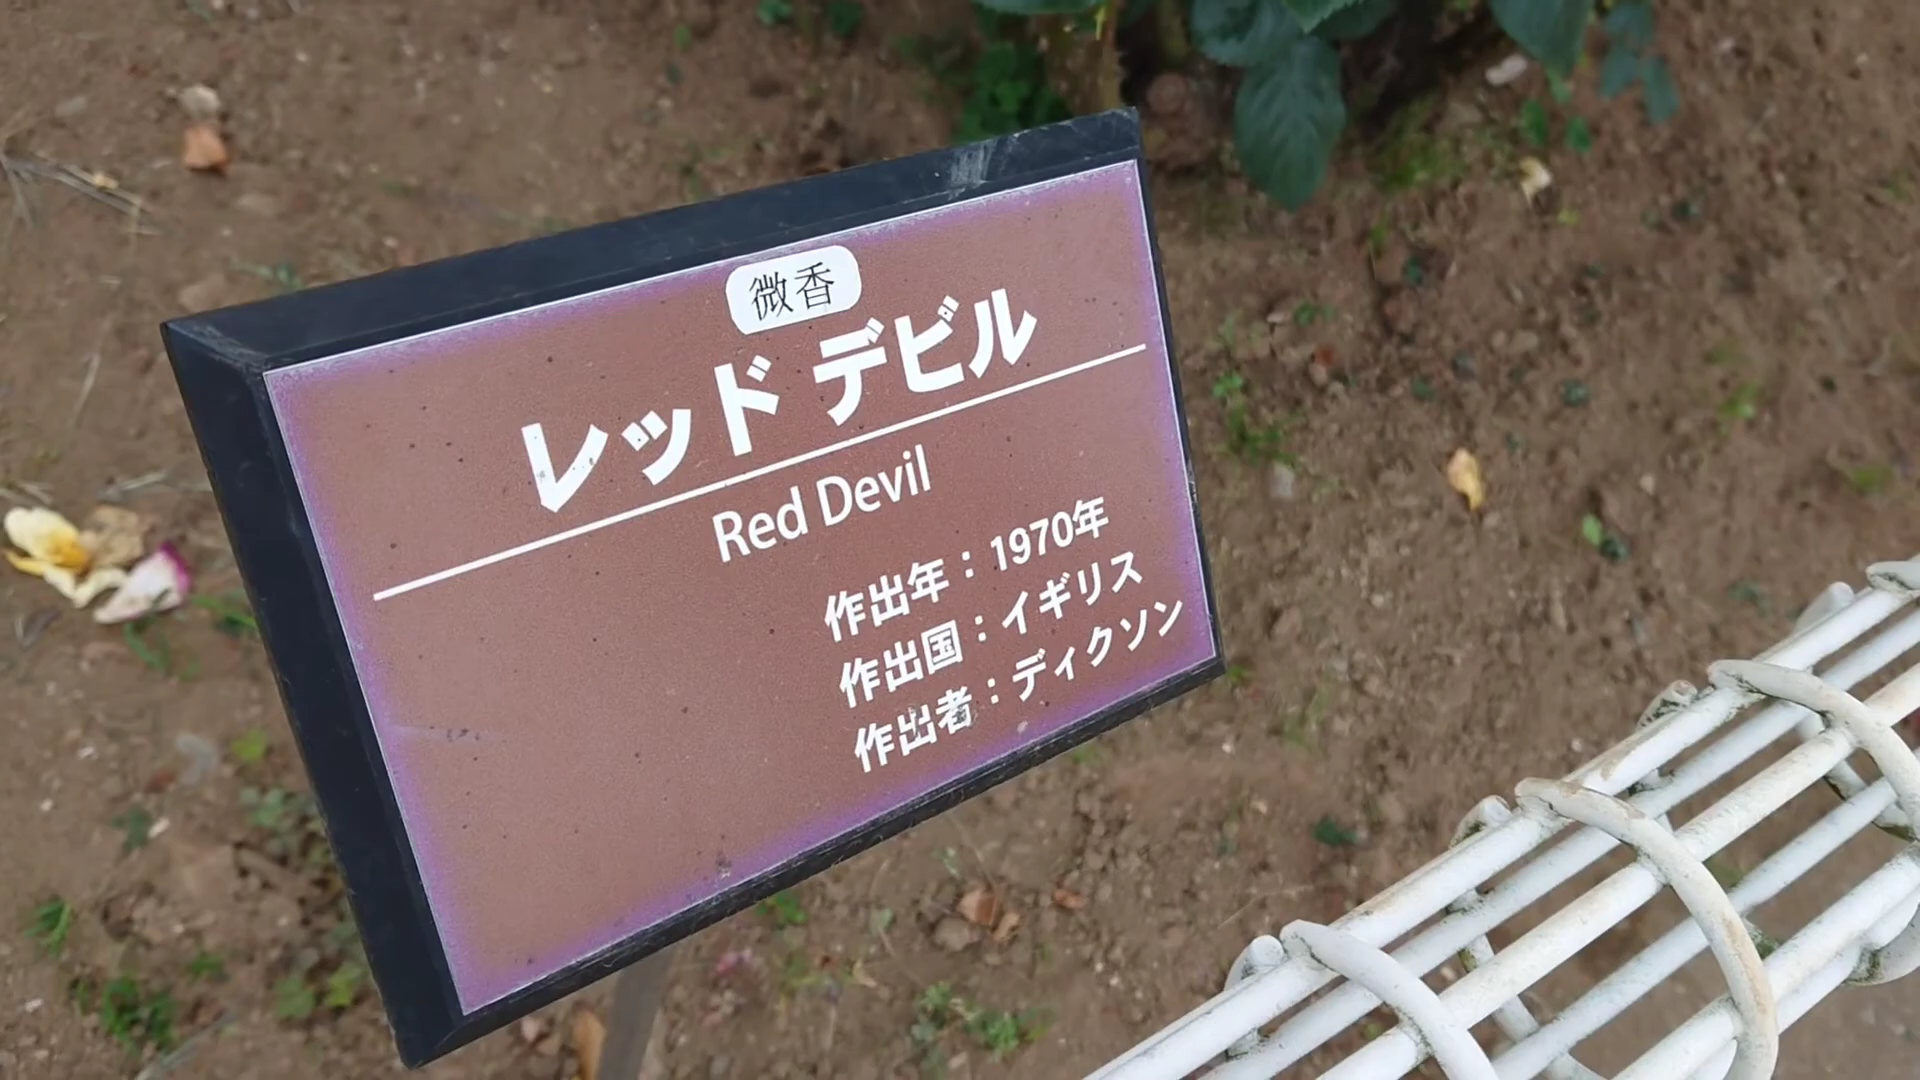 微香
レッド デビル
Red Devil
作出年：1970年
作出国：イギリス
作出者：ディクソン